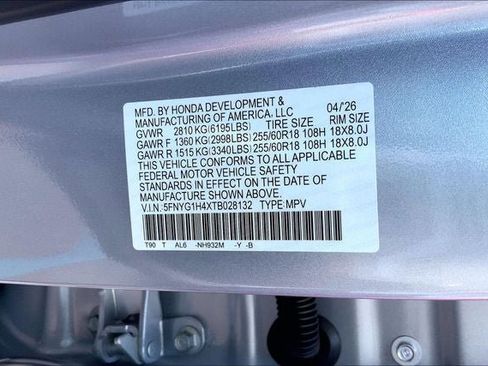 MFD. BY HONDA DEVELOPMENT &
MANUFACTURING OF AMERICA, LLC 04/26
GVWR 2810 KG(6195LBS) TIRE SIZE RIM SIZE
GAWR F 1360 KG(2998LBS) 255/60R18 108H 18X8.0J
GAWR R 1515 KG(3340LBS) 255/60R18 108H 18X8.0J
THIS VEHICLE CONFORMS TO ALL APPLICABLE
FEDERAL MOTOR VEHICLE SAFETY
STANDARDS IN EFFECT ON THE DATE OF
MANUFACTURE SHOWN ABOVE.
V.I.N. 5FNYG1H4XTB028132 TYPE: MPV
T90 T AL6 -NH932M -Y -B